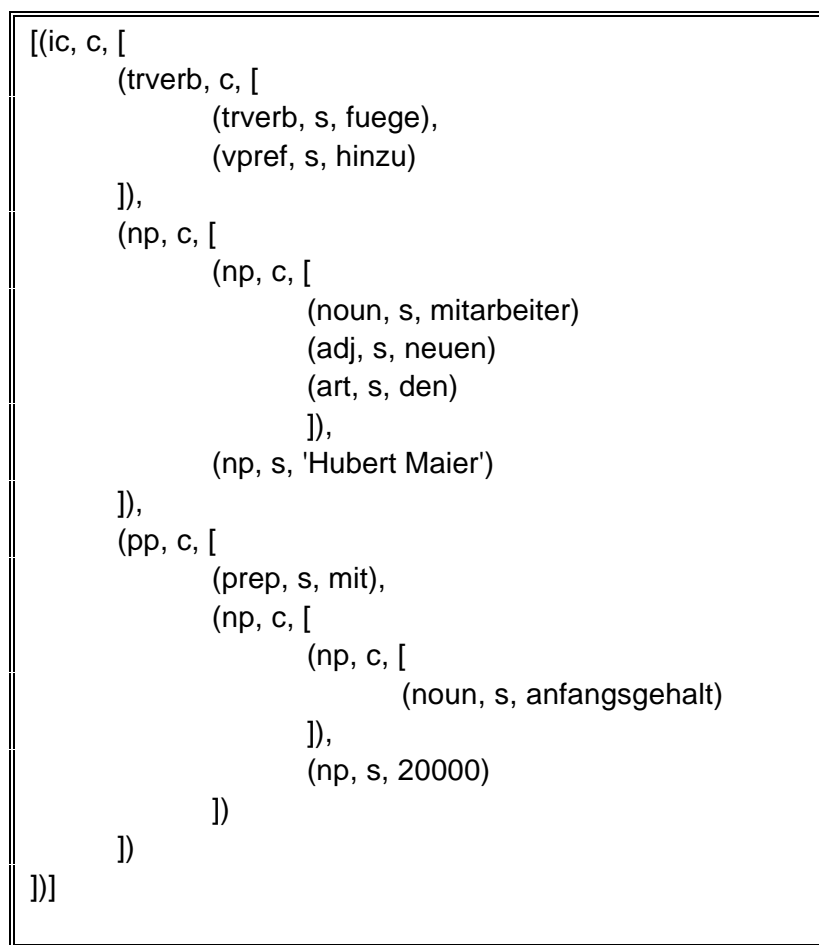 [(ic, c, [
(trverb, c, [
(trverb, s, fuege),
(vpref, s, hinzu)
]),
(np, c, [
(np, c, [
(noun, s, mitarbeiter)
(adj, s, neuen)
(art, s, den)
]),
(np, s, 'Hubert Maier')
]),
(pp, c, [
(prep, s, mit),
(np, c, [
(np, c, [
(noun, s, anfangsgehalt)
]),
(np, s, 20000)
])
])
])]